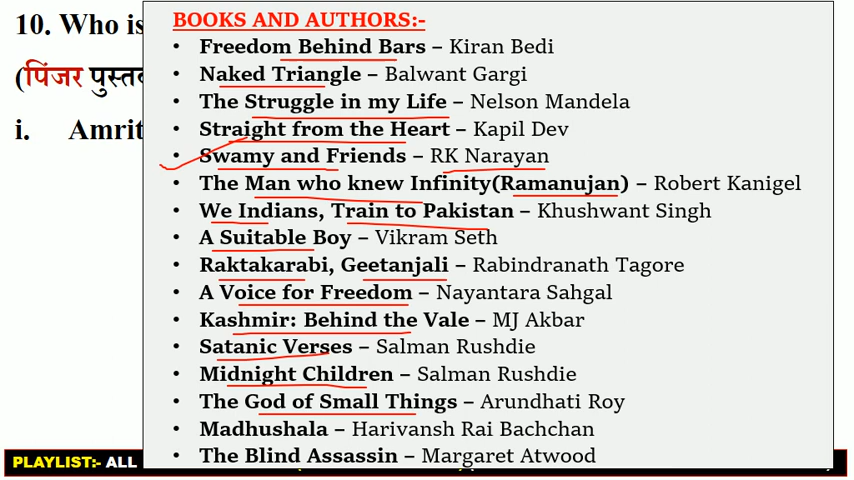 10. Who is
(पिंजर पुस्त
i. Amrit
BOOKS AND AUTHORS:-
• Freedom Behind Bars – Kiran Bedi
• Naked Triangle – Balwant Gargi
• The Struggle in my Life – Nelson Mandela
• Straight from the Heart – Kapil Dev
• Swamy and Friends – RK Narayan
• The Man who knew Infinity(Ramanujan) – Robert Kanigel
• We Indians, Train to Pakistan – Khushwant Singh
• A Suitable Boy – Vikram Seth
• Raktakarabi, Geetanjali – Rabindranath Tagore
• A Voice for Freedom – Nayantara Sahgal
• Kashmir: Behind the Vale – MJ Akbar
• Satanic Verses – Salman Rushdie
• Midnight Children – Salman Rushdie
• The God of Small Things – Arundhati Roy
• Madhushala – Harivansh Rai Bachchan
• The Blind Assassin – Margaret Atwood
PLAYLIST:- ALL